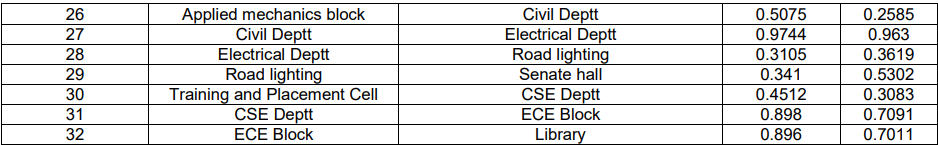 26 Applied mechanics block Civil Deptt 0.5075 0.2585
27 Civil Deptt Electrical Deptt 0.9744 0.963
28 Electrical Deptt Road lighting 0.3105 0.3619
29 Road lighting Senate hall 0.341 0.5302
30 Training and Placement Cell CSE Deptt 0.4512 0.3083
31 CSE Deptt ECE Block 0.898 0.7091
32 ECE Block Library 0.896 0.7011